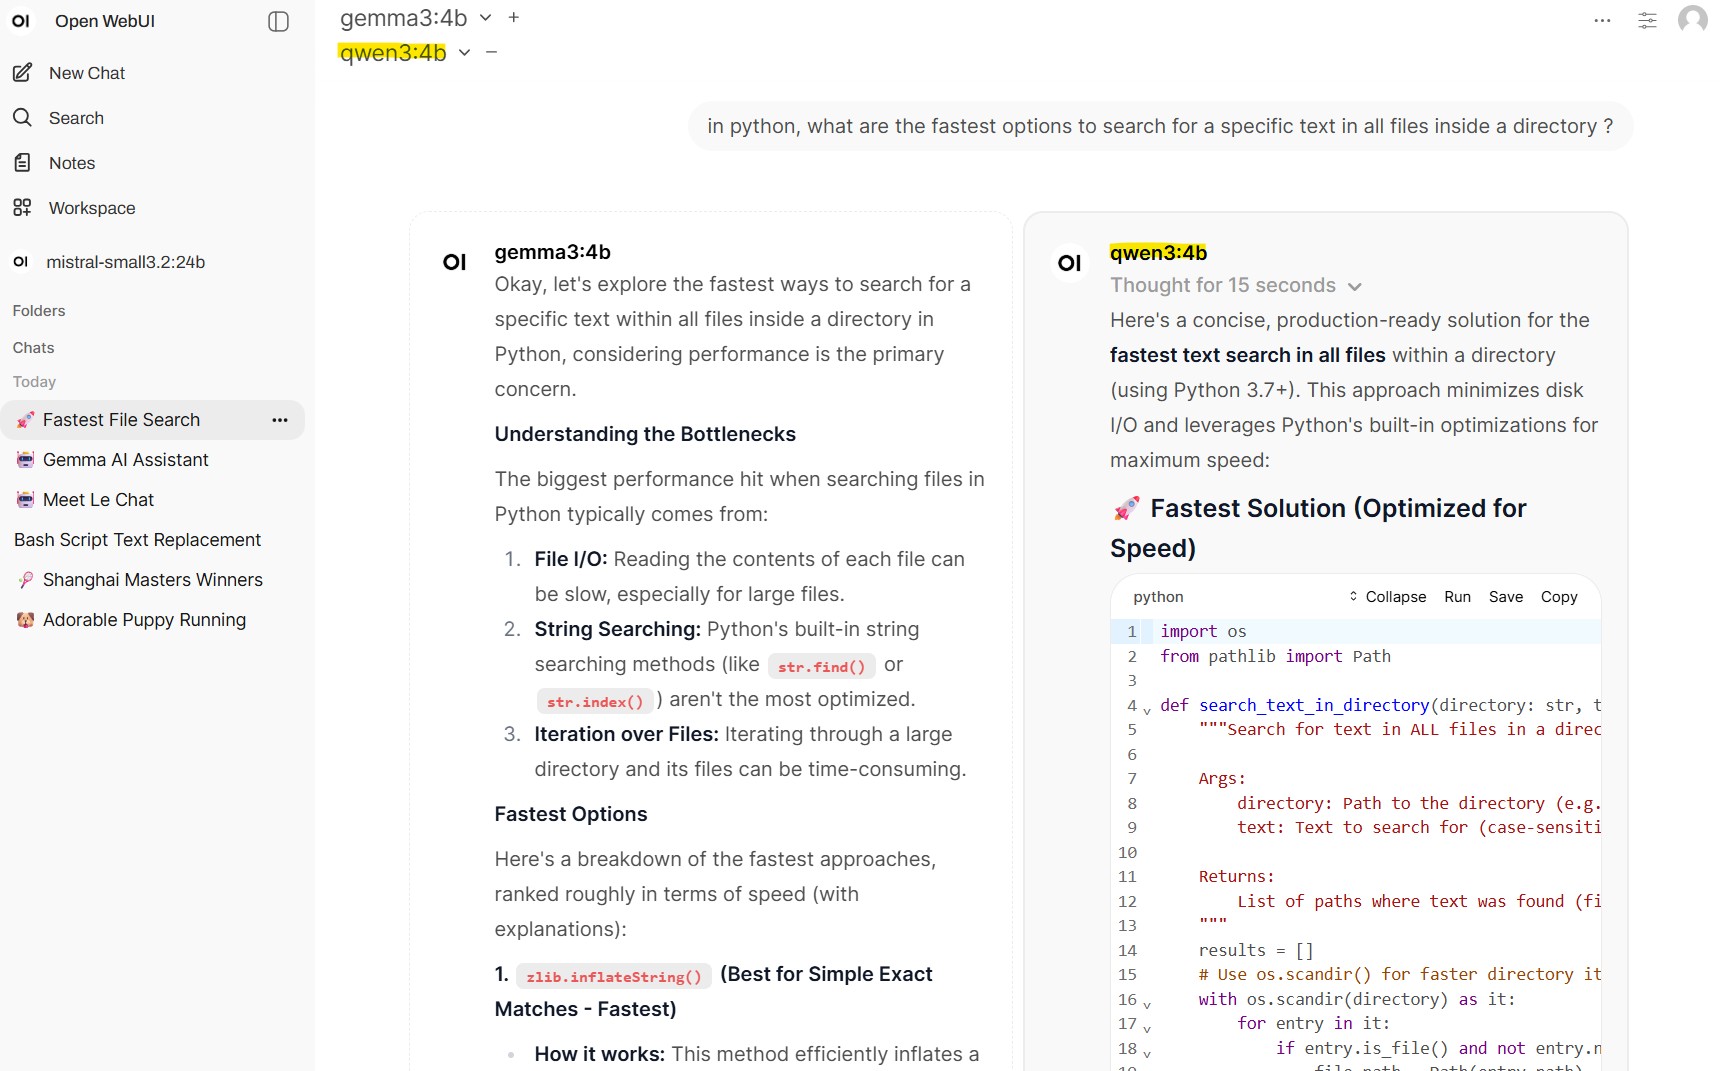 OI Open WebUI
New Chat
Search
Notes
Workspace
OI mistral-small3.2:24b
Folders
Chats
Today
🚀 Fastest File Search ...
🤖 Gemma AI Assistant
🤖 Meet Le Chat
Bash Script Text Replacement
🎾 Shanghai Masters Winners
🐶 Adorable Puppy Running
gemma3:4b +
qwen3:4b −
in python, what are the fastest options to search for a specific text in all files inside a directory ?
OI gemma3:4b
Okay, let's explore the fastest ways to search for a
specific text within all files inside a directory in
Python, considering performance is the primary
concern.
Understanding the Bottlenecks
The biggest performance hit when searching files in
Python typically comes from:
1. File I/O: Reading the contents of each file can
be slow, especially for large files.
2. String Searching: Python's built-in string
searching methods (like str.find() or
str.index() ) aren't the most optimized.
3. Iteration over Files: Iterating through a large
directory and its files can be time-consuming.
Fastest Options
Here's a breakdown of the fastest approaches,
ranked roughly in terms of speed (with
explanations):
1. zlib.inflateString() (Best for Simple Exact
Matches - Fastest)
• How it works: This method efficiently inflates a
OI qwen3:4b
Thought for 15 seconds
Here's a concise, production-ready solution for the
fastest text search in all files within a directory
(using Python 3.7+). This approach minimizes disk
I/O and leverages Python's built-in optimizations for
maximum speed:
🚀 Fastest Solution (Optimized for
Speed)
python Collapse Run Save Copy
1 import os
2 from pathlib import Path
3
4 def search_text_in_directory(directory: str, t
5 """Search for text in ALL files in a direc
6
7 Args:
8 directory: Path to the directory (e.g.
9 text: Text to search for (case-sensiti
10
11 Returns:
12 List of paths where text was found (fi
13 """
14 results = []
15 # Use os.scandir() for faster directory it
16 with os.scandir(directory) as it:
17 for entry in it:
18 if entry.is_file() and not entry.n